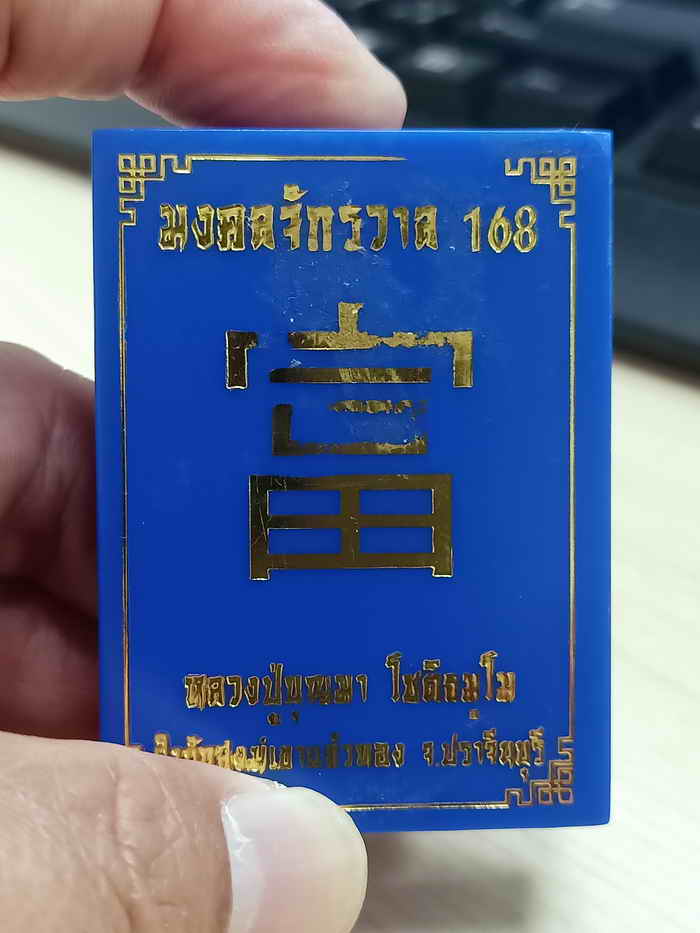 มงคลจักรวาล 168
富
หลวงปู่บุญมา โชติธมฺโม
จ.ปราจีนบุรี